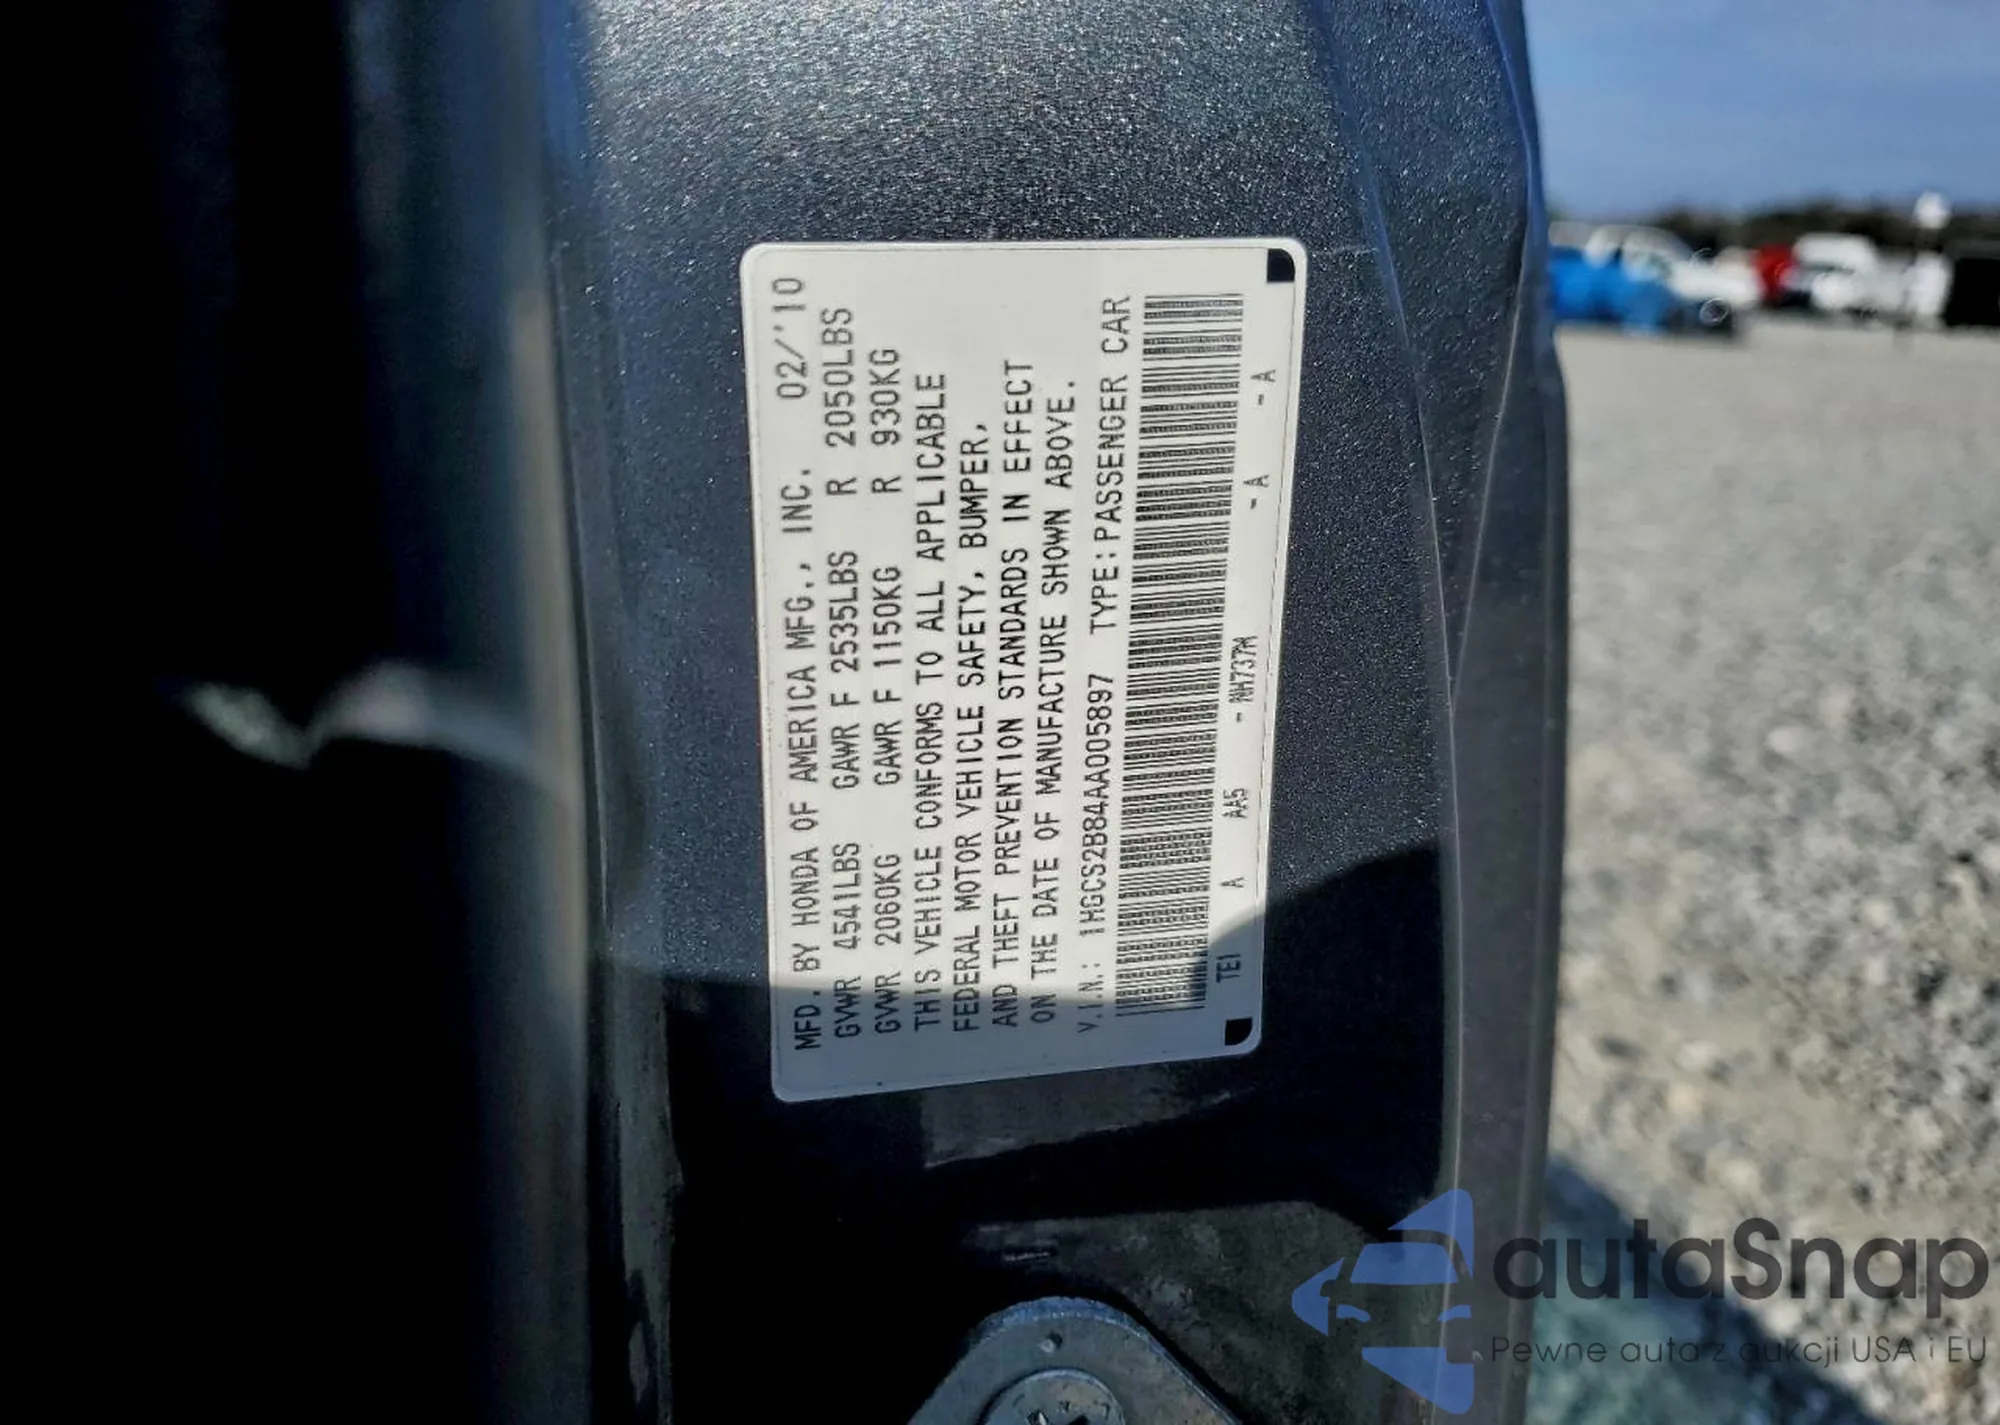 MFD. BY HONDA OF AMERICA MFG., INC. 02/'10
GVWR 4541LBS GAWR F 2535LBS R 2050LBS
GVWR 2060KG GAWR F 1150KG R 930KG
THIS VEHICLE CONFORMS TO ALL APPLICABLE
FEDERAL MOTOR VEHICLE SAFETY, BUMPER,
AND THEFT PREVENTION STANDARDS IN EFFECT
ON THE DATE OF MANUFACTURE SHOWN ABOVE.
V.I.N.: 1HGCS2B84AA005897 TYPE:PASSENGER CAR
TE1 A AA5 -NH737M -A -A
autaSnap
Pewne auta z aukcji USA i EU